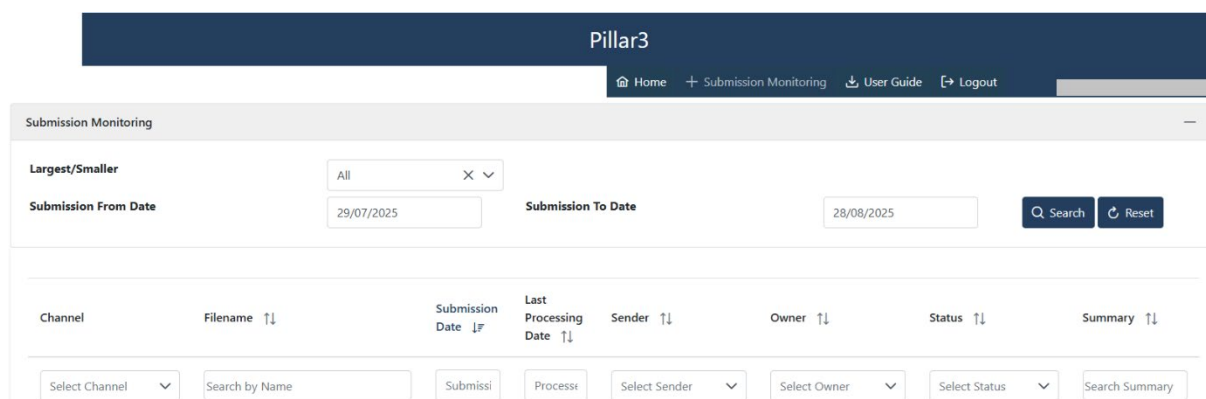 Pillar3
Home Submission Monitoring User Guide Logout
Submission Monitoring
Largest/Smaller All
Submission From Date 29/07/2025 Submission To Date 28/08/2025 Search Reset
Channel Filename Submission Date Last Processing Date Sender Owner Status Summary
Select Channel Search by Name Submissi Processe Select Sender Select Owner Select Status Search Summary